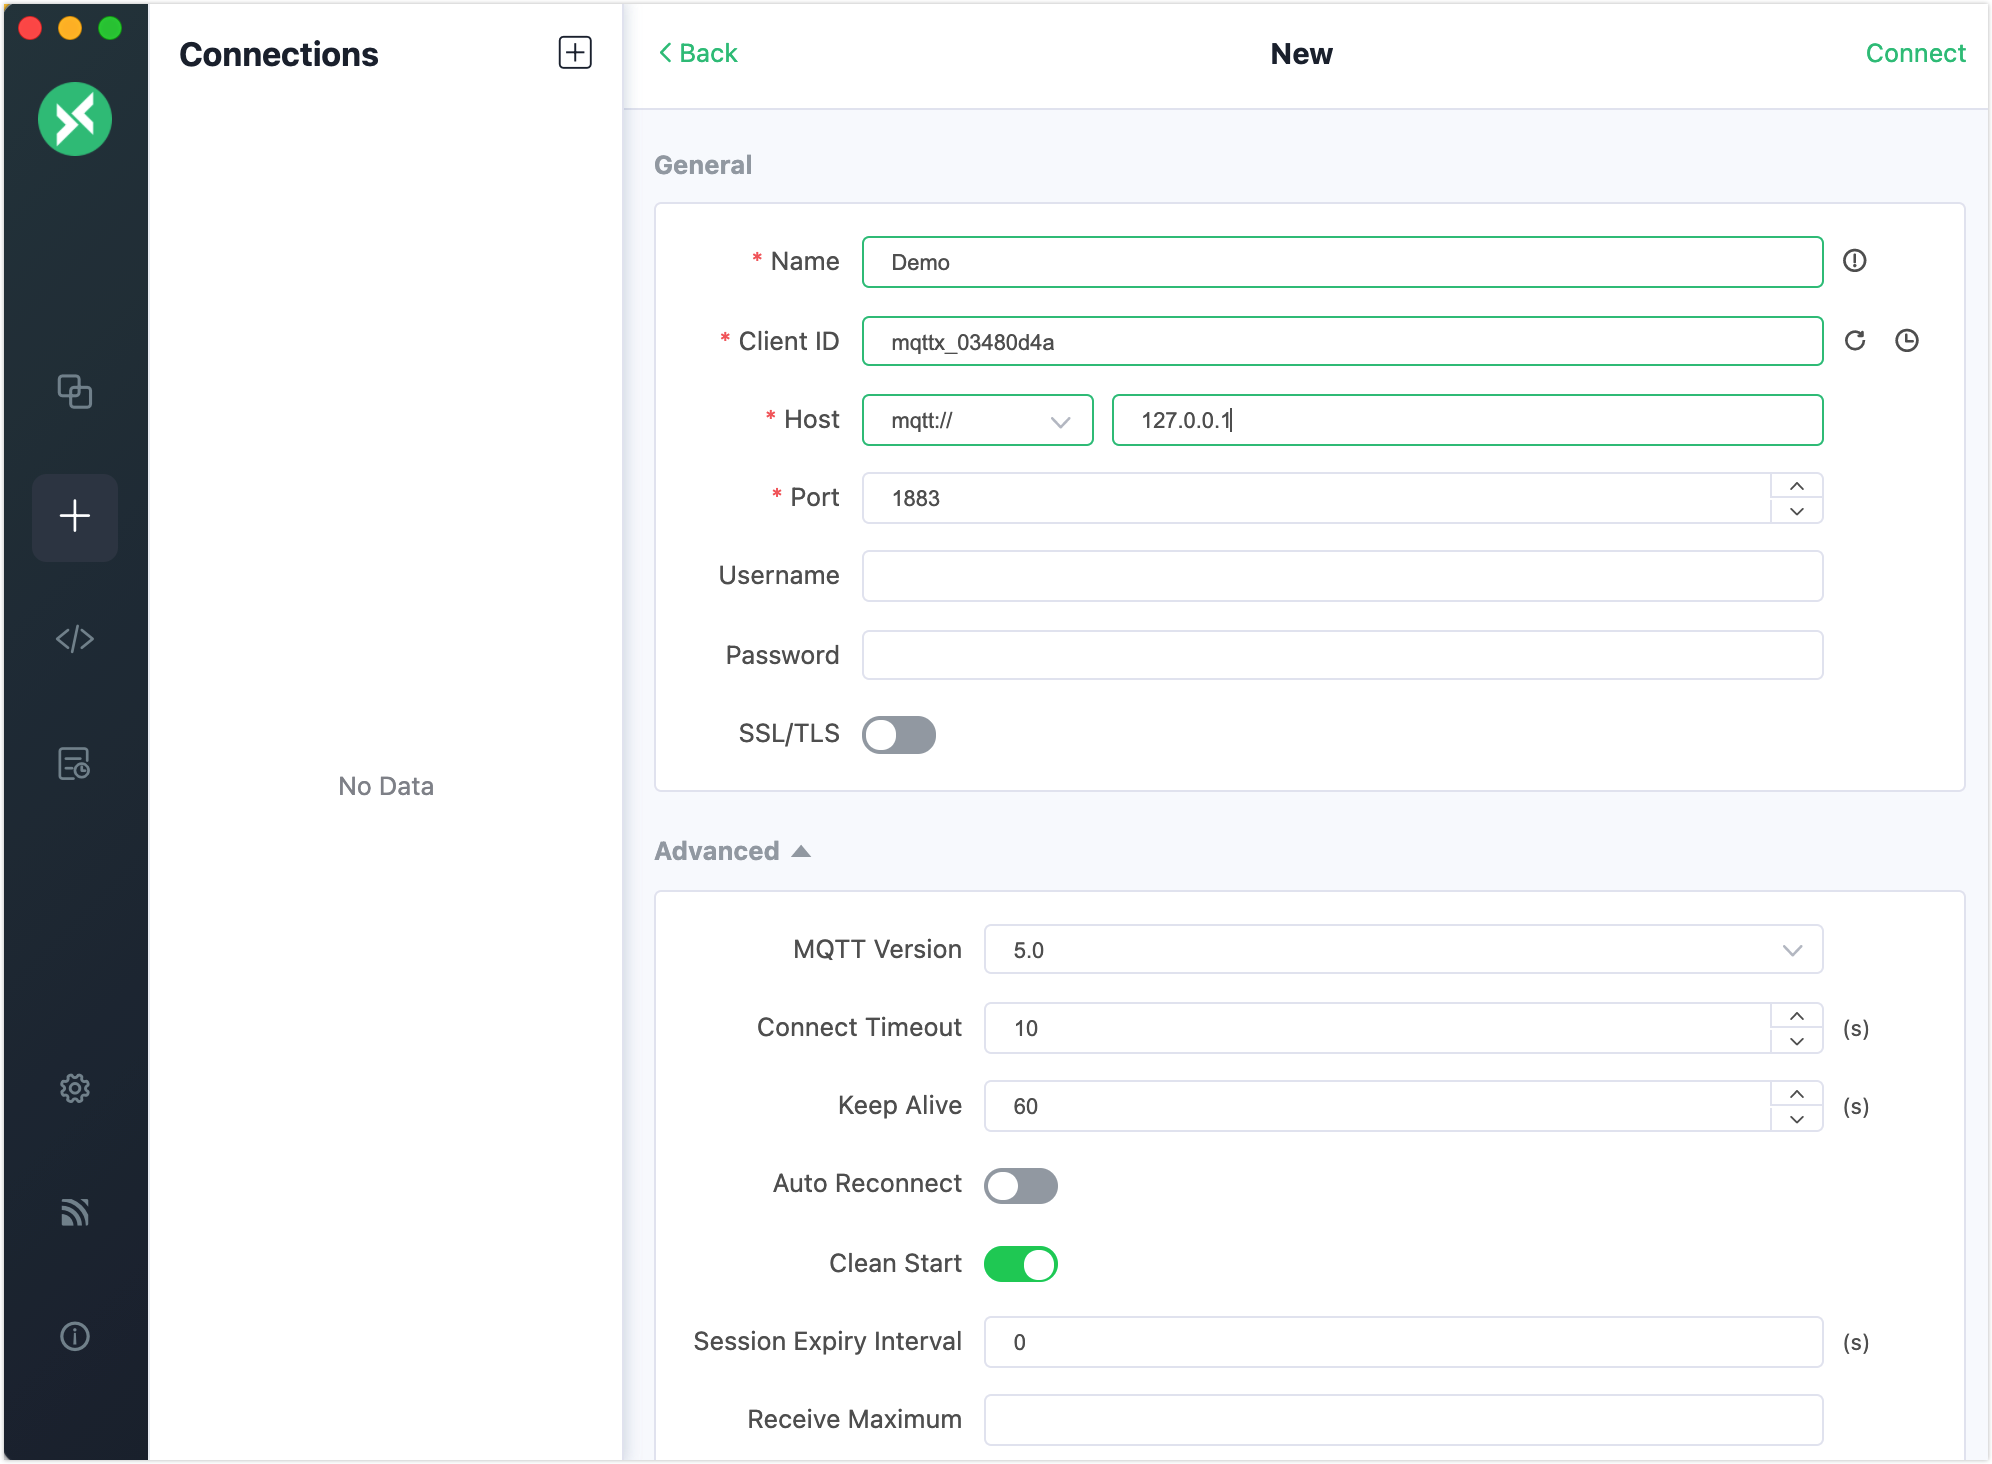 Connections
Back
New
Connect
General
* Name
Demo
* Client ID
mqttx_03480d4a
* Host
mqtt://
127.0.0.1
* Port
1883
Username
Password
SSL/TLS
No Data
Advanced
MQTT Version
5.0
Connect Timeout
10
(s)
Keep Alive
60
(s)
Auto Reconnect
Clean Start
Session Expiry Interval
0
(s)
Receive Maximum